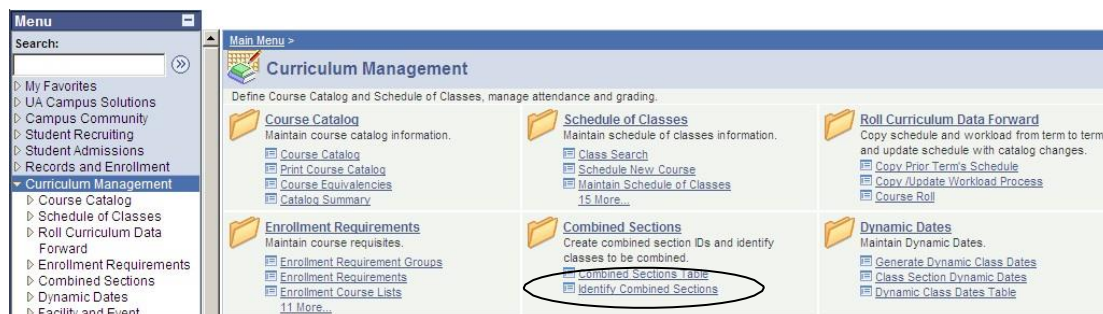 Menu
Search:
My Favorites
UA Campus Solutions
Campus Community
Student Recruiting
Student Admissions
Records and Enrollment
Curriculum Management
Course Catalog
Schedule of Classes
Roll Curriculum Data
Forward
Enrollment Requirements
Combined Sections
Dynamic Dates
Facility and Event
Main Menu >
Curriculum Management
Define Course Catalog and Schedule of Classes, manage attendance and grading.
Course Catalog
Maintain course catalog information.
Course Catalog
Print Course Catalog
Course Equivalencies
Catalog Summary
Schedule of Classes
Maintain schedule of classes information.
Class Search
Schedule New Course
Maintain Schedule of Classes
15 More...
Roll Curriculum Data Forward
Copy schedule and workload from term to term
and update schedule with catalog changes.
Copy Prior Term's Schedule
Copy /Update Workload Process
Course Roll
Enrollment Requirements
Maintain course requisites.
Enrollment Requirement Groups
Enrollment Requirements
Enrollment Course Lists
11 More...
Combined Sections
Create combined section IDs and identify
classes to be combined.
Combined Sections Table
Identify Combined Sections
Dynamic Dates
Maintain Dynamic Dates.
Generate Dynamic Class Dates
Class Section Dynamic Dates
Dynamic Class Dates Table